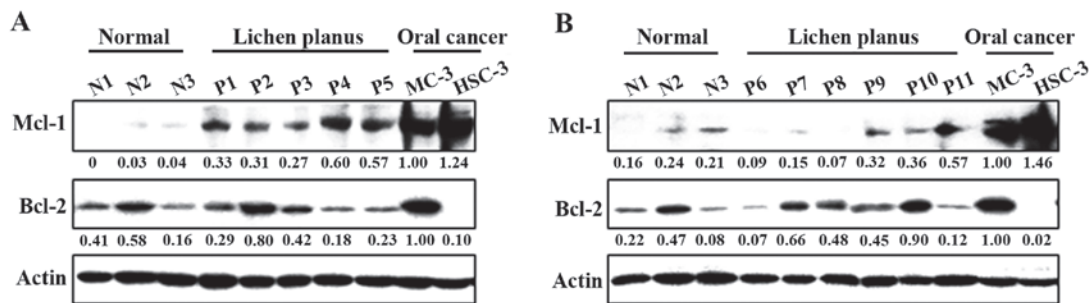 A
Normal Lichen planus Oral cancer
N1 N2 N3 P1 P2 P3 P4 P5 MC-3 HSC-3
Mcl-1
0 0.03 0.04 0.33 0.31 0.27 0.60 0.57 1.00 1.24
Bcl-2
0.41 0.58 0.16 0.29 0.80 0.42 0.18 0.23 1.00 0.10
Actin
B
Normal Lichen planus Oral cancer
N1 N2 N3 P6 P7 P8 P9 P10 P11 MC-3 HSC-3
Mcl-1
0.16 0.24 0.21 0.09 0.15 0.07 0.32 0.36 0.57 1.00 1.46
Bcl-2
0.22 0.47 0.08 0.07 0.66 0.48 0.45 0.90 0.12 1.00 0.02
Actin